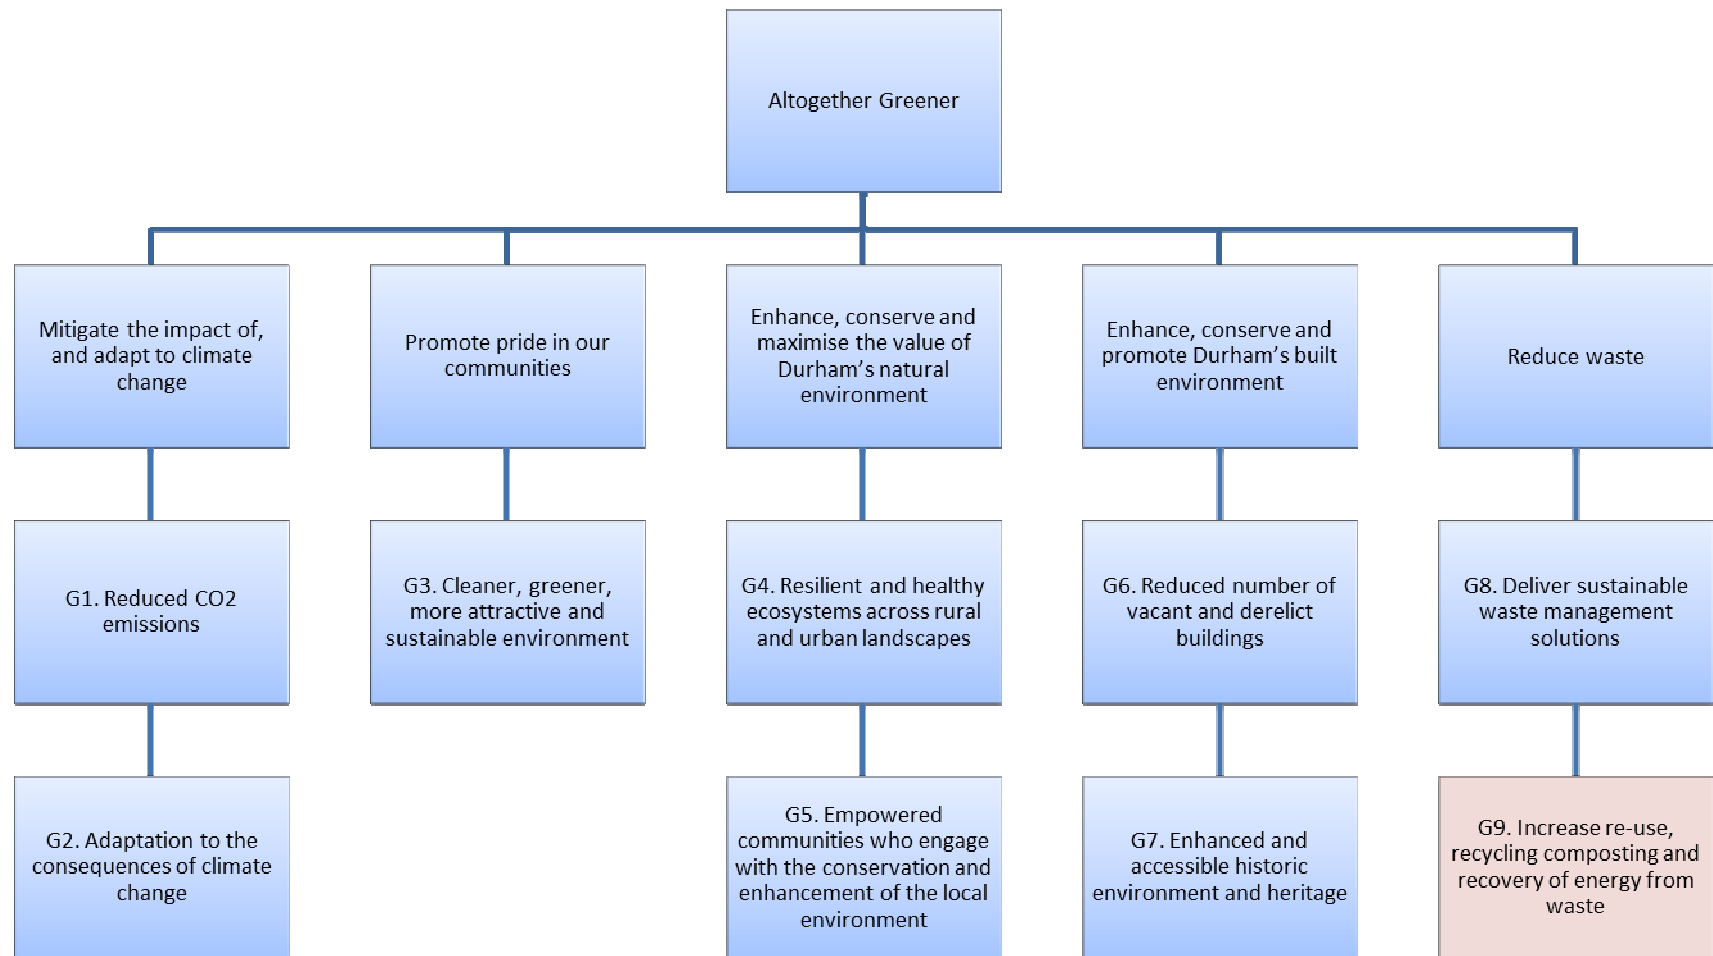 Altogether Greener
Mitigate the impact of,
and adapt to climate
change
Promote pride in our
communities
Enhance, conserve and
maximise the value of
Durham’s natural
environment
Enhance, conserve and
promote Durham’s built
environment
Reduce waste
G1. Reduced CO2
emissions
G3. Cleaner, greener,
more attractive and
sustainable environment
G4. Resilient and healthy
ecosystems across rural
and urban landscapes
G6. Reduced number of
vacant and derelict
buildings
G8. Deliver sustainable
waste management
solutions
G2. Adaptation to the
consequences of climate
change
G5. Empowered
communities who engage
with the conservation and
enhancement of the local
environment
G7. Enhanced and
accessible historic
environment and heritage
G9. Increase re-use,
recycling composting and
recovery of energy from
waste